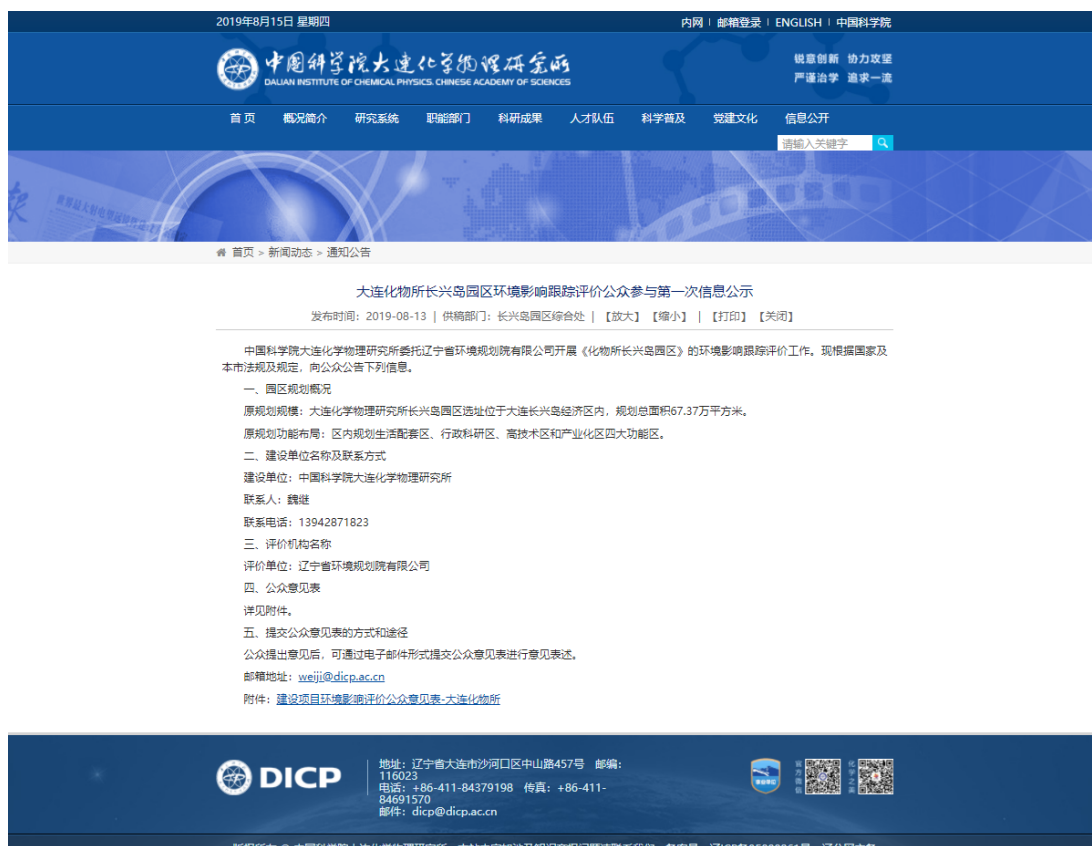 2019年8月15日 星期四
内网 | 邮箱登录 | ENGLISH | 中国科学院
中国科学院大连化学物理研究所
DALIAN INSTITUTE OF CHEMICAL PHYSICS. CHINESE ACADEMY OF SCIENCES
锐意创新 协力攻坚
严谨治学 追求一流
首 页 概况简介 研究系统 职能部门 科研成果 人才队伍 科学普及 党建文化 信息公开
请输入关键字
首页 > 新闻动态 > 通知公告
大连化物所长兴岛园区环境影响跟踪评价公众参与第一次信息公示
发布时间：2019-08-13 | 供稿部门：长兴岛园区综合处 | 【放大】 【缩小】 | 【打印】 【关闭】
中国科学院大连化学物理研究所委托辽宁省环境规划院有限公司开展《化物所长兴岛园区》的环境影响跟踪评价工作。现根据国家及
本市法规及规定，向公众公告下列信息。
一、园区规划概况
原规划规模：大连化学物理研究所长兴岛园区选址位于大连长兴岛经济区内，规划总面积67.37万平方米。
原规划功能布局：区内规划生活配套区、行政科研区、高技术区和产业化区四大功能区。
二、建设单位名称及联系方式
建设单位：中国科学院大连化学物理研究所
联系人：魏继
联系电话：13942871823
三、评价机构名称
评价单位：辽宁省环境规划院有限公司
四、公众意见表
详见附件。
五、提交公众意见表的方式和途径
公众提出意见后，可通过电子邮件形式提交公众意见表进行意见表述。
邮箱地址：weiji@dicp.ac.cn
附件：建设项目环境影响评价公众意见表-大连化物所
DICP
地址：辽宁省大连市沙河口区中山路457号 邮编：
116023
电话：+86-411-84379198 传真：+86-411-
84691570
邮件：dicp@dicp.ac.cn
官方微信
化学之美